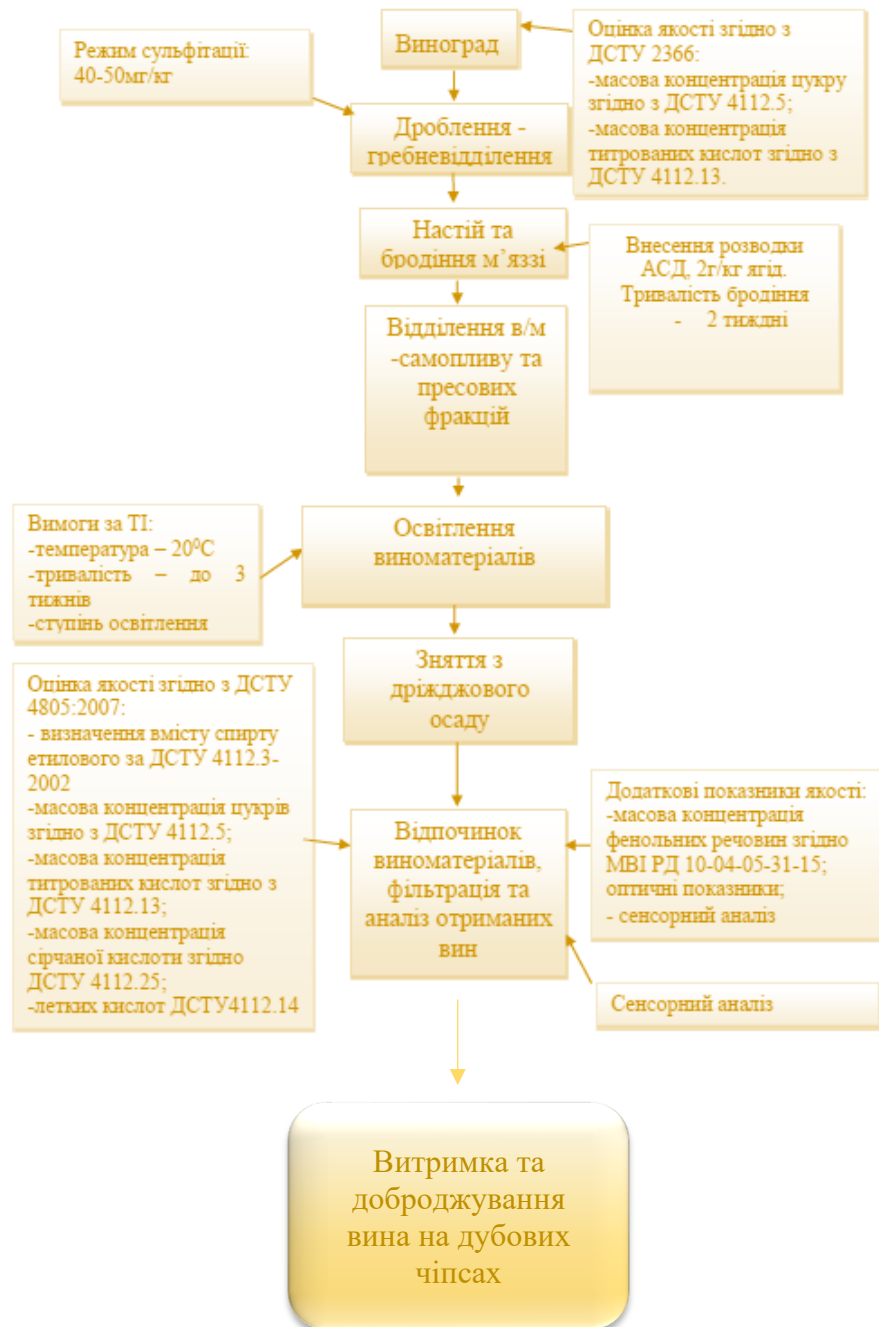 Режим сульфітації:
40-50мг/кг
Виноград
Оцінка якості згідно з
ДСТУ 2366:
-масова концентрація цукру
згідно з ДСТУ 4112.5;
-масова концентрація
титрованих кислот згідно з
ДСТУ 4112.13.
Дроблення -
гребневідділення
Настій та
бродіння м’яззі
Внесення розводки
АСД, 2г/кг ягід.
Тривалість бродіння
- 2 тиждні
Відділення в/м
-самопливу та
пресових
фракцій
Вимоги за ТІ:
-температура – 20⁰С
-тривалість – до 3
тижнів
-ступінь освітлення
Освітлення
виноматеріалів
Зняття з
дріжджового
осаду
Оцінка якості згідно з ДСТУ
4805:2007:
- визначення вмісту спирту
етилового за ДСТУ 4112.3-
2002
-масова концентрація цукрів
згідно з ДСТУ 4112.5;
-масова концентрація
титрованих кислот згідно з
ДСТУ 4112.13;
-масова концентрація
сірчаної кислоти згідно
ДСТУ 4112.25;
-летких кислот ДСТУ4112.14
Відпочинок
виноматеріалів,
фільтрація та
аналіз отриманих
вин
Додаткові показники якості:
-масова концентрація
фенольних речовин згідно
МВІ РД 10-04-05-31-15;
оптичні показники;
- сенсорний аналіз
Сенсорний аналіз
Витримка та
доброджування
вина на дубових
чіпсах